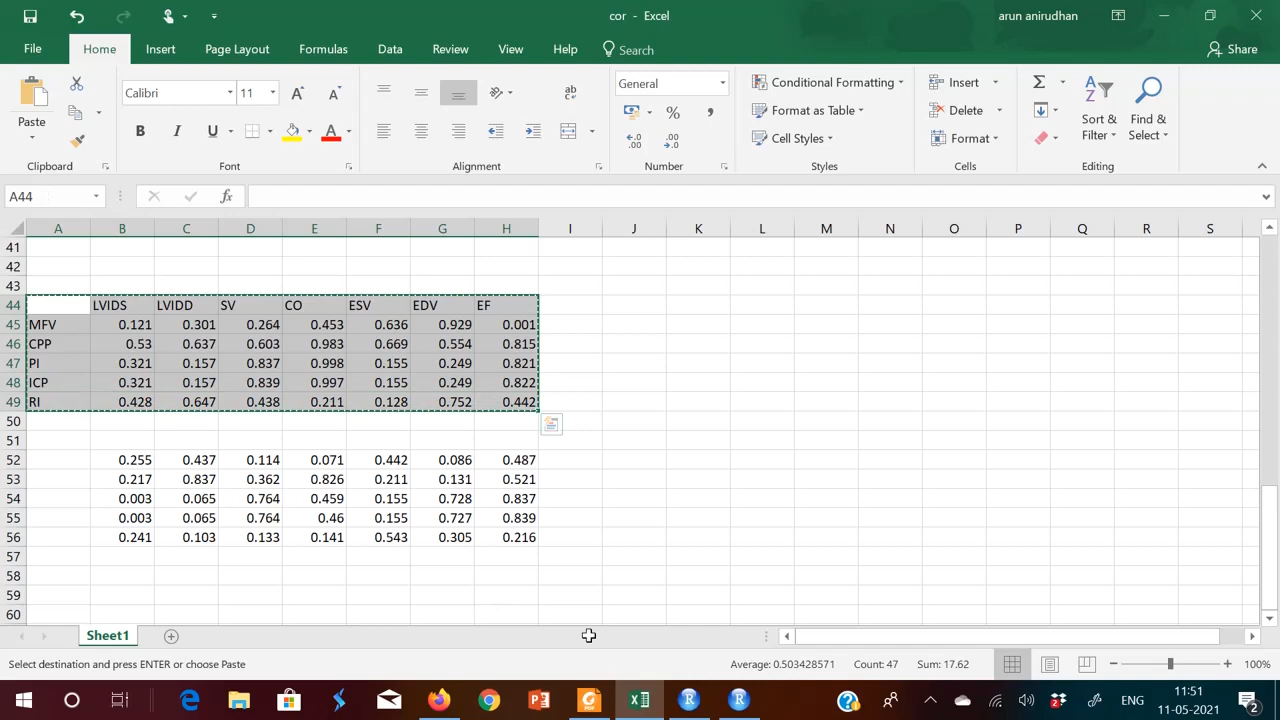 cor - Excel
arun anirudhan
File Home Insert Page Layout Formulas Data Review View Help Search Share
Paste
Clipboard
Calibri 11 A A
B I U A
Font
ab c
Alignment
General
% , .00 .0
Number
Conditional Formatting
Format as Table
Cell Styles
Styles
Insert
Delete
Format
Cells
Sort & Filter
Find & Select
Editing
A44 fx
A B C D E F G H I J K L M N O P Q R S
41
42
43
44 LVIDS LVIDD SV CO ESV EDV EF
45 MFV 0.121 0.301 0.264 0.453 0.636 0.929 0.001
46 CPP 0.53 0.637 0.603 0.983 0.669 0.554 0.815
47 PI 0.321 0.157 0.837 0.998 0.155 0.249 0.821
48 ICP 0.321 0.157 0.839 0.997 0.155 0.249 0.822
49 RI 0.428 0.647 0.438 0.211 0.128 0.752 0.442
50
51
52 0.255 0.437 0.114 0.071 0.442 0.086 0.487
53 0.217 0.837 0.362 0.826 0.211 0.131 0.521
54 0.003 0.065 0.764 0.459 0.155 0.728 0.837
55 0.003 0.065 0.764 0.46 0.155 0.727 0.839
56 0.241 0.103 0.133 0.141 0.543 0.305 0.216
57
58
59
60
Sheet1
Select destination and press ENTER or choose Paste Average: 0.503428571 Count: 47 Sum: 17.62 100%
ENG 11:51
11-05-2021 2